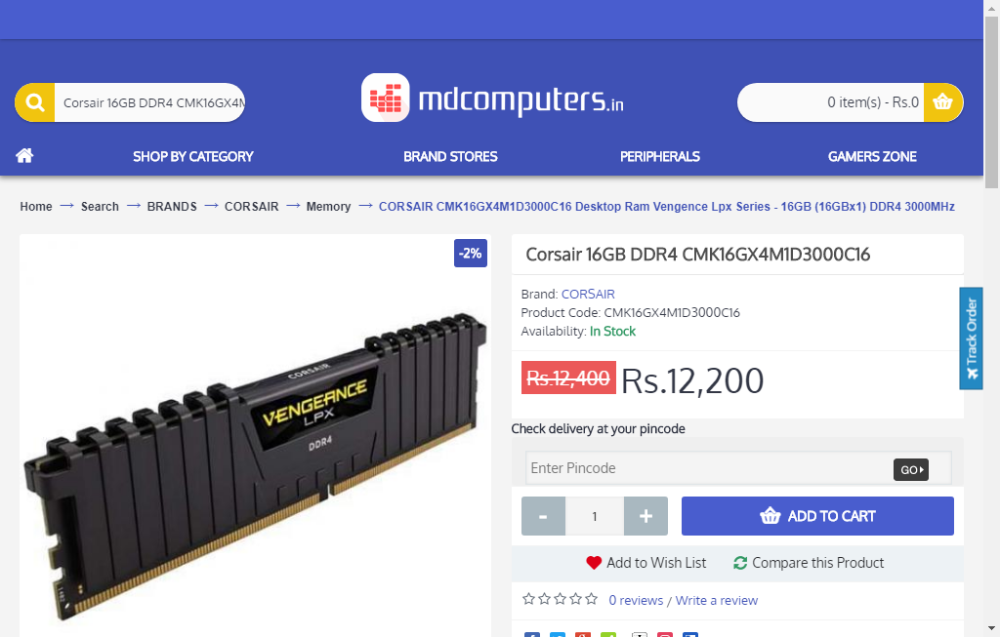 Corsair 16GB DDR4 CMK16GX4M
mdcomputers.in
0 item(s) - Rs.0
SHOP BY CATEGORY
BRAND STORES
PERIPHERALS
GAMERS ZONE
Home → Search → BRANDS → CORSAIR → Memory → CORSAIR CMK16GX4M1D3000C16 Desktop Ram Vengence Lpx Series - 16GB (16GBx1) DDR4 3000MHz
-2%
CORSAIR
VENGEANCE
LPX
DDR4
Corsair 16GB DDR4 CMK16GX4M1D3000C16
Brand: CORSAIR
Product Code: CMK16GX4M1D3000C16
Availability: In Stock
Rs.12,400 Rs.12,200
Track Order
Check delivery at your pincode
Enter Pincode
GO
- 1 +
ADD TO CART
Add to Wish List
Compare this Product
0 reviews / Write a review